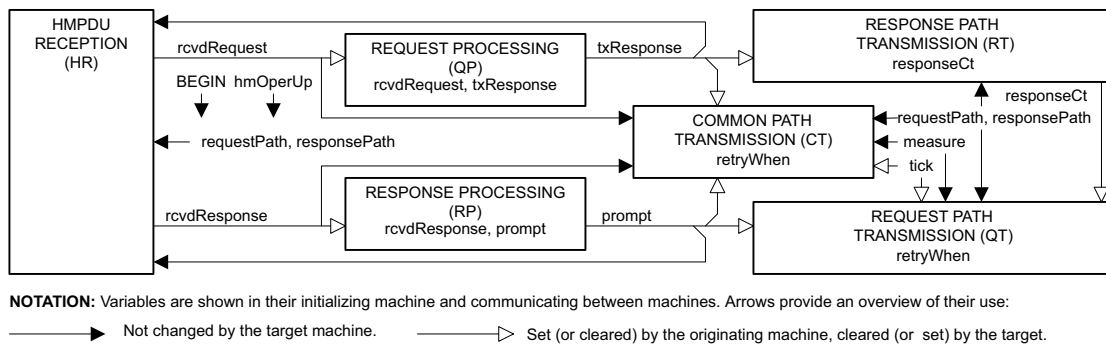 HMPDU
RECEPTION
(HR)
rcvdRequest
BEGIN hmOperUp
requestPath, responsePath
rcvdResponse
REQUEST PROCESSING
(QP)
rcvdRequest, txResponse
txResponse
RESPONSE PATH
TRANSMISSION (RT)
responseCt
COMMON PATH
TRANSMISSION (CT)
retryWhen
responseCt
requestPath, responsePath
measure
tick
RESPONSE PROCESSING
(RP)
rcvdResponse, prompt
prompt
REQUEST PATH
TRANSMISSION (QT)
retryWhen
NOTATION: Variables are shown in their initializing machine and communicating between machines. Arrows provide an overview of their use:
Not changed by the target machine.
Set (or cleared) by the originating machine, cleared (or set) by the target.